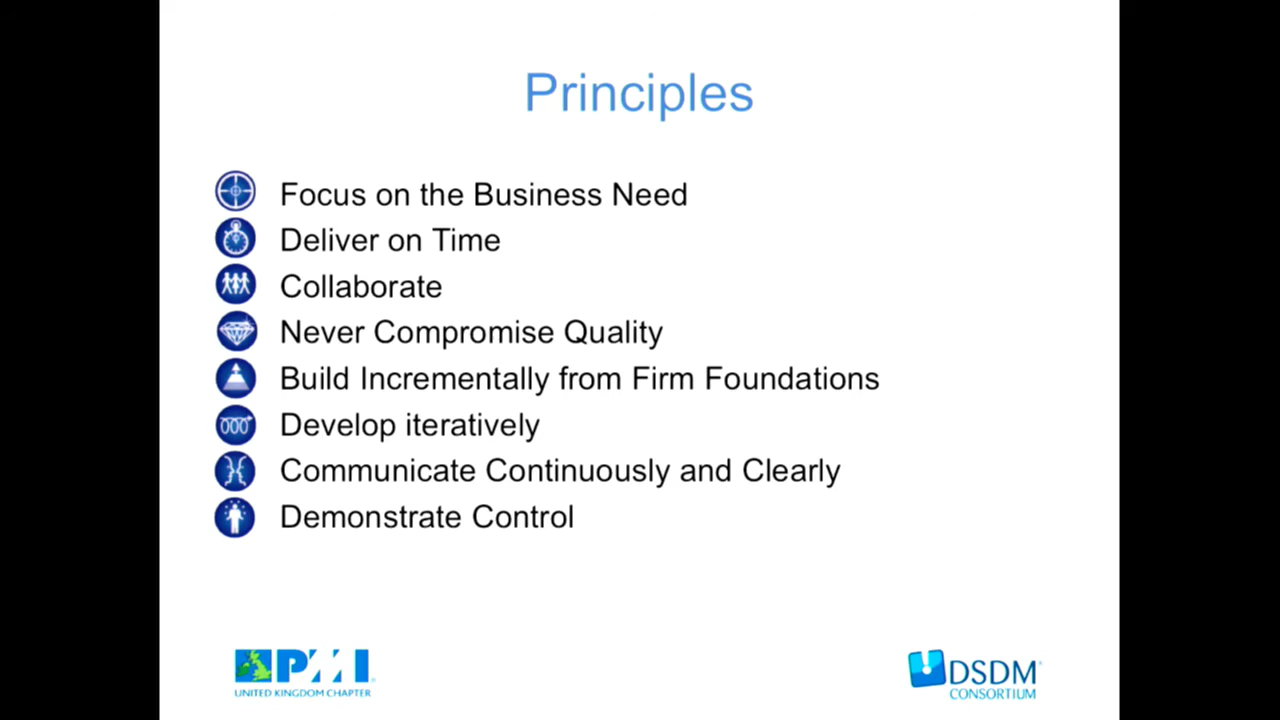 Principles
Focus on the Business Need
Deliver on Time
Collaborate
Never Compromise Quality
Build Incrementally from Firm Foundations
Develop iteratively
Communicate Continuously and Clearly
Demonstrate Control
PMI
UNITED KINGDOM CHAPTER
DSDM
CONSORTIUM